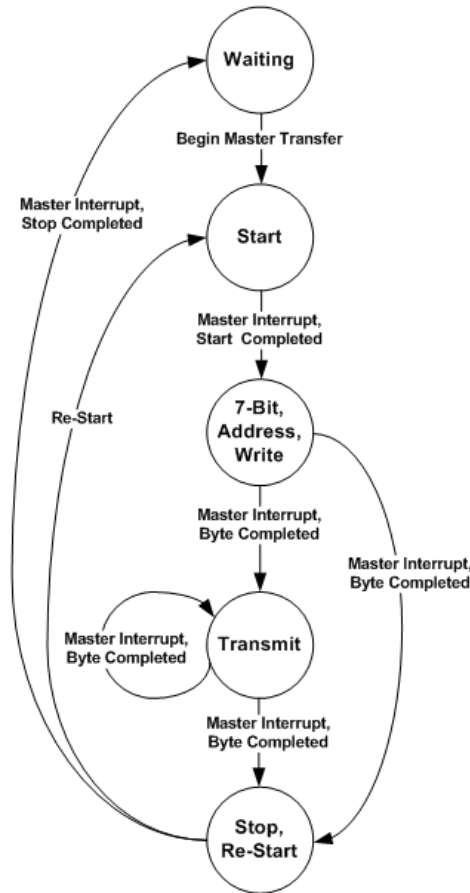 Waiting
Begin Master Transfer
Master Interrupt,
Stop Completed
Start
Master Interrupt,
Start Completed
Re-Start
7-Bit,
Address,
Write
Master Interrupt,
Byte Completed
Master Interrupt,
Byte Completed
Master Interrupt,
Byte Completed
Transmit
Master Interrupt,
Byte Completed
Stop,
Re-Start